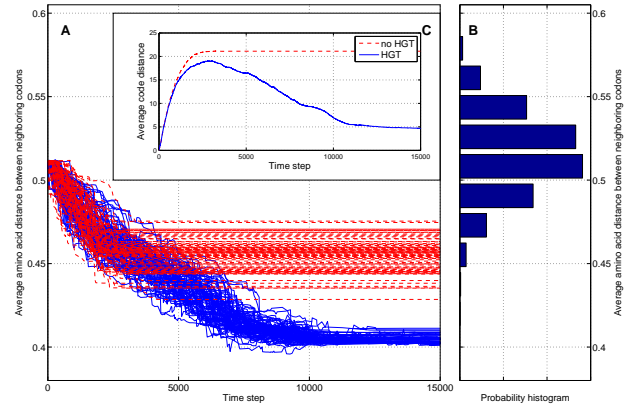 A
C
B
0.6
0.55
0.5
0.45
0.4
Average amino acid distance between neighboring codons
0
5000
10000
15000
Time step
25
20
15
10
5
0
Average code distance
0
5000
10000
15000
Time step
no HGT
HGT
0.6
0.55
0.5
0.45
0.4
Average amino acid distance between neighboring codons
Probability histogram